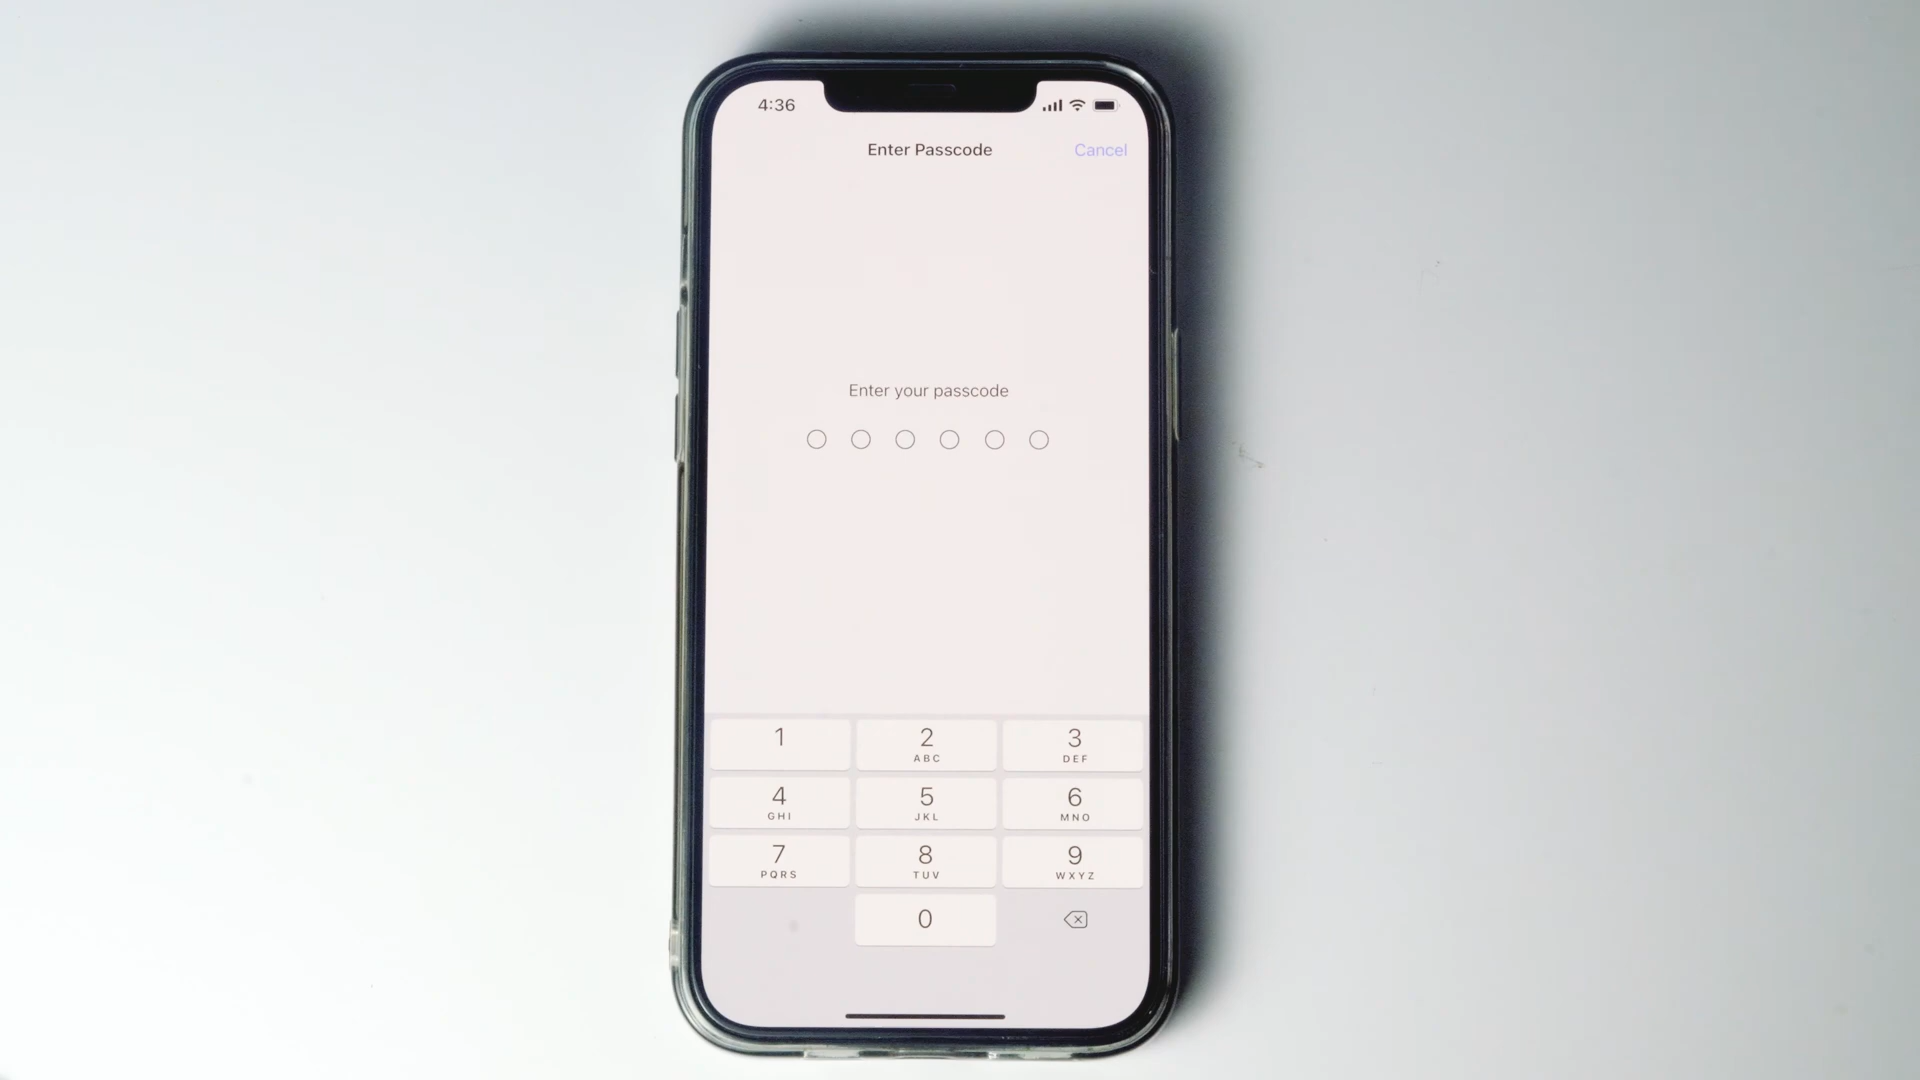 4:36
Enter Passcode
Cancel
Enter your passcode
1
2
3
ABC
DEF
4
5
6
GHI
JKL
MNO
7
8
9
PQRS
TUV
WXYZ
0